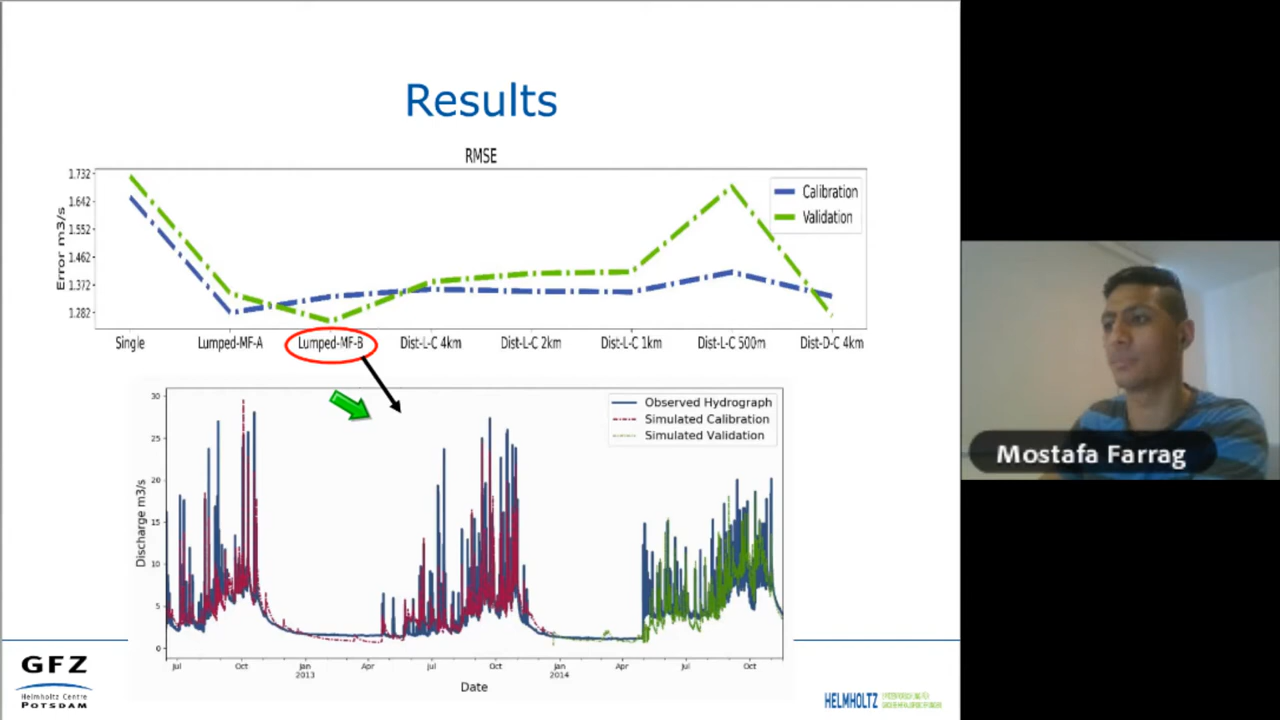 Results
RMSE
Error m3/s
1.732
1.642
1.552
1.462
1.372
1.282
Calibration
Validation
Single
Lumped-MF-A
Lumped-MF-B
Dist-L-C 4km
Dist-L-C 2km
Dist-L-C 1km
Dist-L-C 500m
Dist-D-C 4km
Discharge m3/s
30
25
20
15
10
5
0
Observed Hydrograph
Simulated Calibration
Simulated Validation
Jul
Oct
Jan
2013
Apr
Jul
Oct
Jan
2014
Apr
Jul
Oct
Date
Mostafa Farrag
GFZ
Helmholtz Centre
POTSDAM
HELMHOLTZ